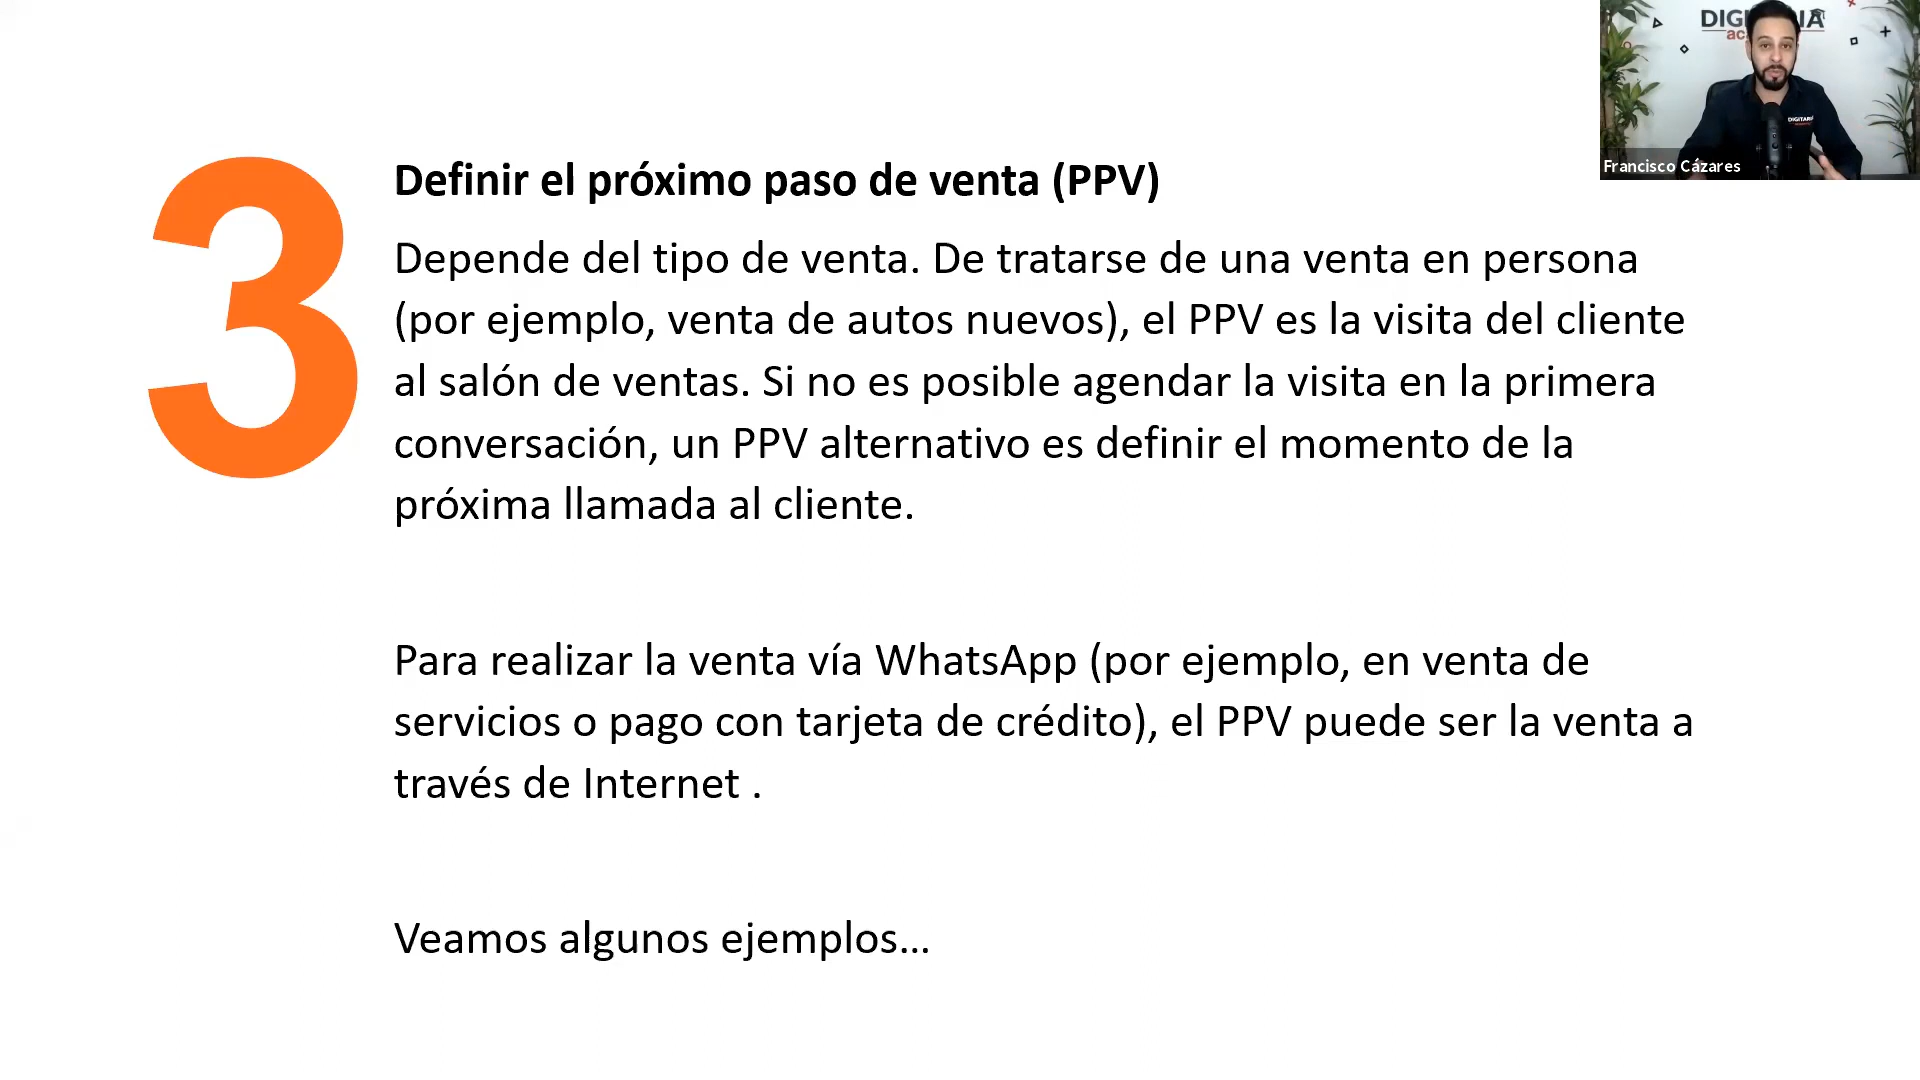 3
Definir el próximo paso de venta (PPV)
Depende del tipo de venta. De tratarse de una venta en persona
(por ejemplo, venta de autos nuevos), el PPV es la visita del cliente
al salón de ventas. Si no es posible agendar la visita en la primera
conversación, un PPV alternativo es definir el momento de la
próxima llamada al cliente.
Para realizar la venta vía WhatsApp (por ejemplo, en venta de
servicios o pago con tarjeta de crédito), el PPV puede ser la venta a
través de Internet .
Veamos algunos ejemplos...
Francisco Cázares